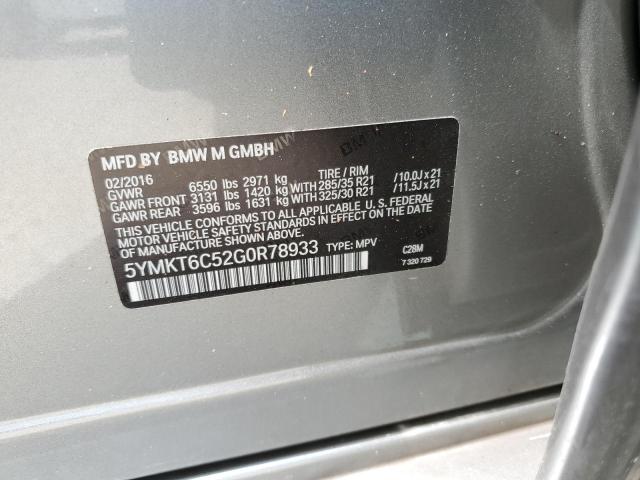 MFD BY BMW M GMBH
02/2016 TIRE / RIM
GVWR 6550 lbs 2971 kg
GAWR FRONT 3131 lbs 1420 kg WITH 285/35 R21 /10.0J x 21
GAWR REAR 3596 lbs 1631 kg WITH 325/30 R21 /11.5J x 21
THIS VEHICLE CONFORMS TO ALL APPLICABLE U. S. FEDERAL
MOTOR VEHICLE SAFETY STANDARDS IN EFFECT ON THE
DATE OF MANUFACTURE SHOWN ABOVE.
5YMKT6C52G0R78933 TYPE: MPV C28M
7 320 729